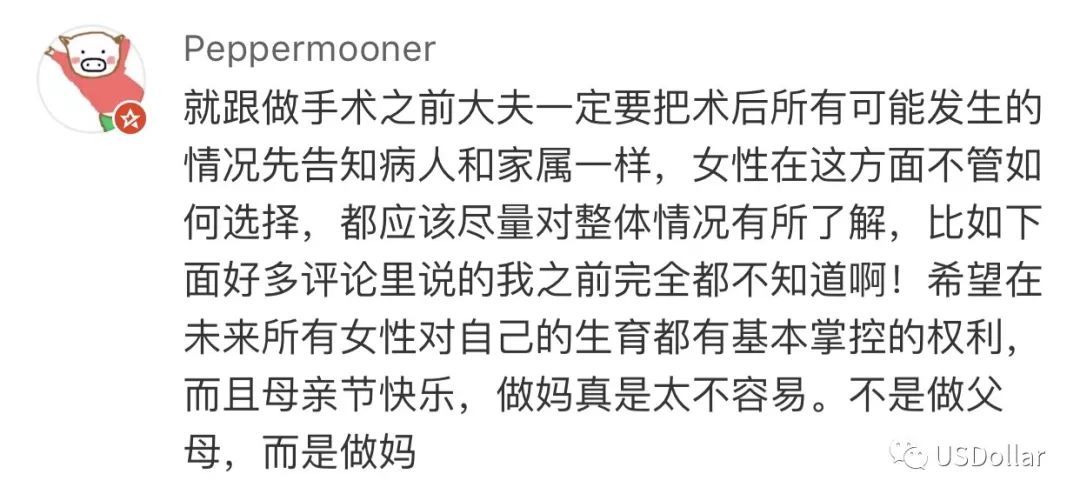 Peppermooner
就跟做手术之前大夫一定要把术后所有可能发生的
情况先告知病人和家属一样，女性在这方面不管如
何选择，都应该尽量对整体情况有所了解，比如下
面好多评论里说的我之前完全都不知道啊！希望在
未来所有女性对自己的生育都有基本掌控的权利，
而且母亲节快乐，做妈真是太不容易。不是做父
母，而是做妈
USDollar